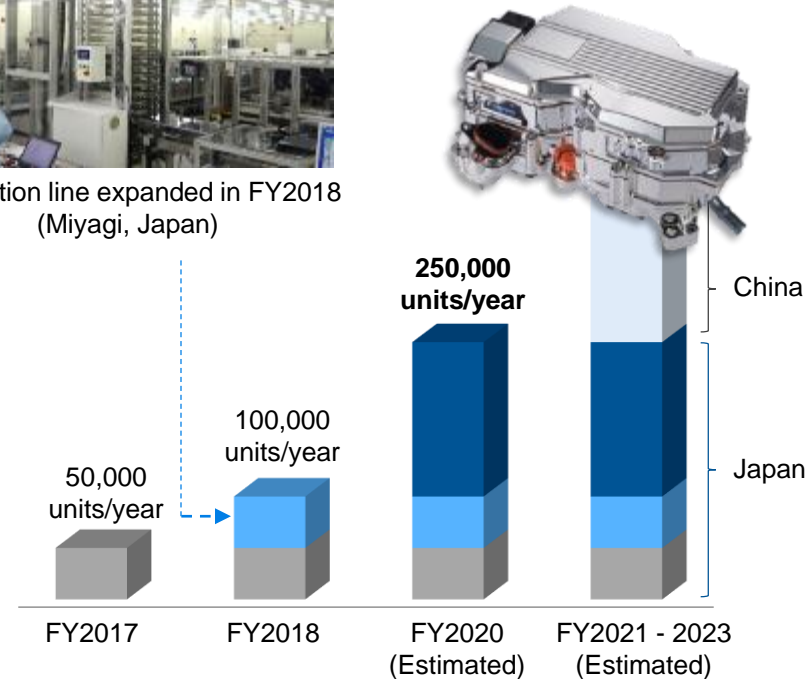 tion line expanded in FY2018
(Miyagi, Japan)
250,000
units/year
China
100,000
units/year
50,000
units/year
Japan
FY2017
FY2018
FY2020
(Estimated)
FY2021 - 2023
(Estimated)